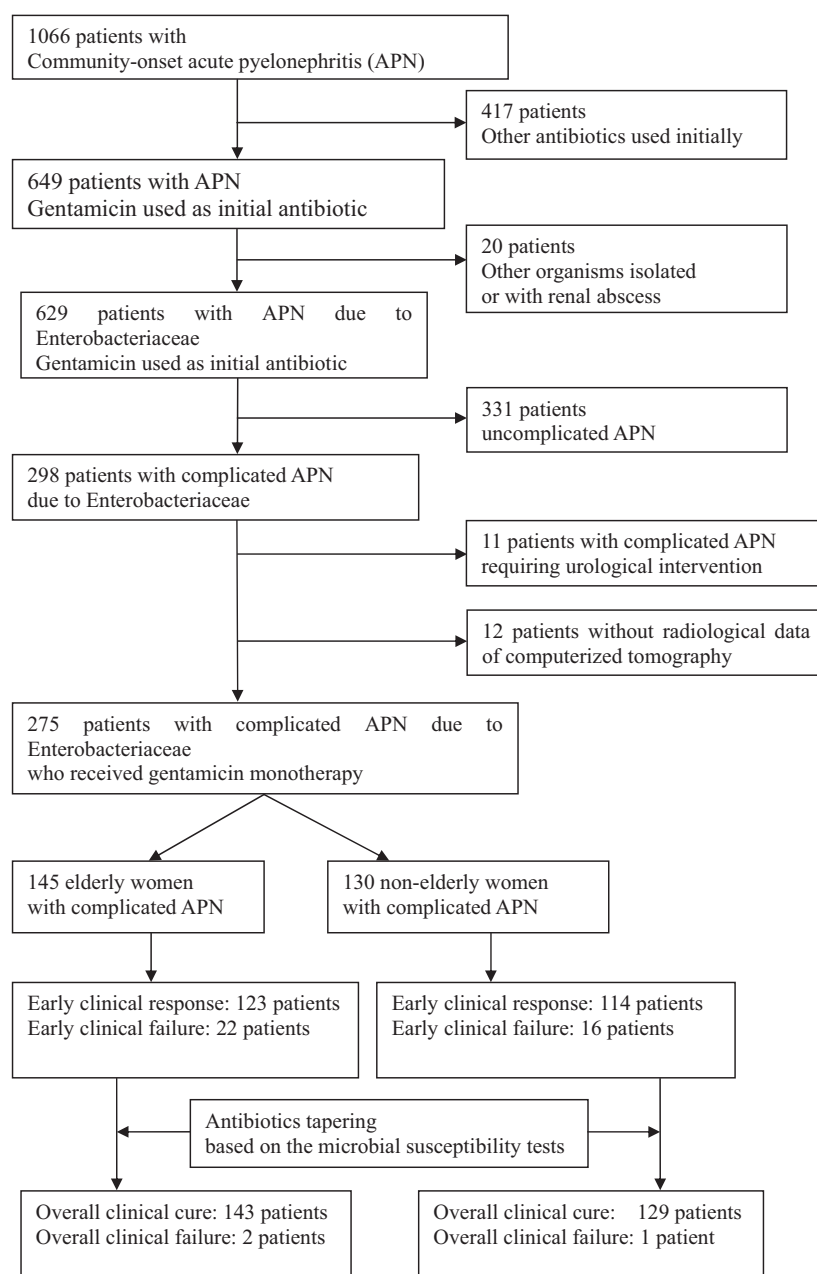 1066 patients with
Community-onset acute pyelonephritis (APN)
417 patients
Other antibiotics used initially
649 patients with APN
Gentamicin used as initial antibiotic
20 patients
Other organisms isolated
or with renal abscess
629 patients with APN due to
Enterobacteriaceae
Gentamicin used as initial antibiotic
331 patients
uncomplicated APN
298 patients with complicated APN
due to Enterobacteriaceae
11 patients with complicated APN
requiring urological intervention
12 patients without radiological data
of computerized tomography
275 patients with complicated APN due to
Enterobacteriaceae
who received gentamicin monotherapy
145 elderly women
with complicated APN
130 non-elderly women
with complicated APN
Early clinical response: 123 patients
Early clinical failure: 22 patients
Early clinical response: 114 patients
Early clinical failure: 16 patients
Antibiotics tapering
based on the microbial susceptibility tests
Overall clinical cure: 143 patients
Overall clinical failure: 2 patients
Overall clinical cure: 129 patients
Overall clinical failure: 1 patient